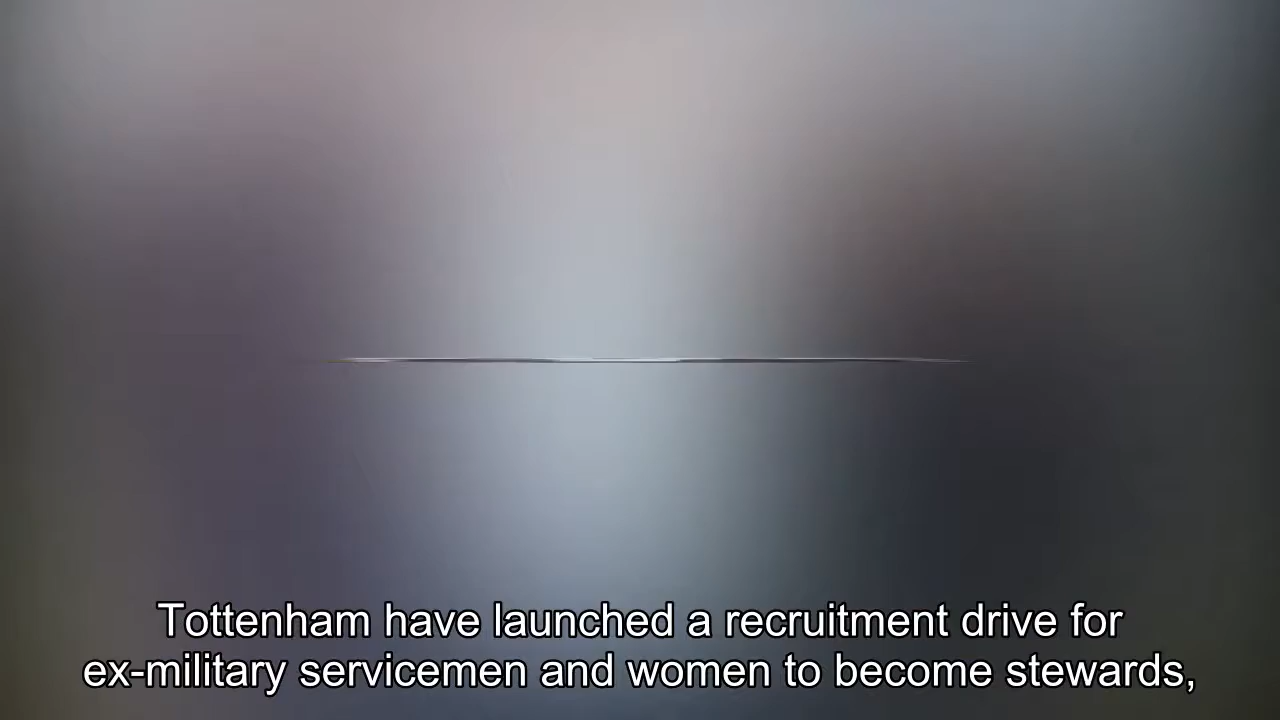 Tottenham have launched a recruitment drive for
ex-military servicemen and women to become stewards,